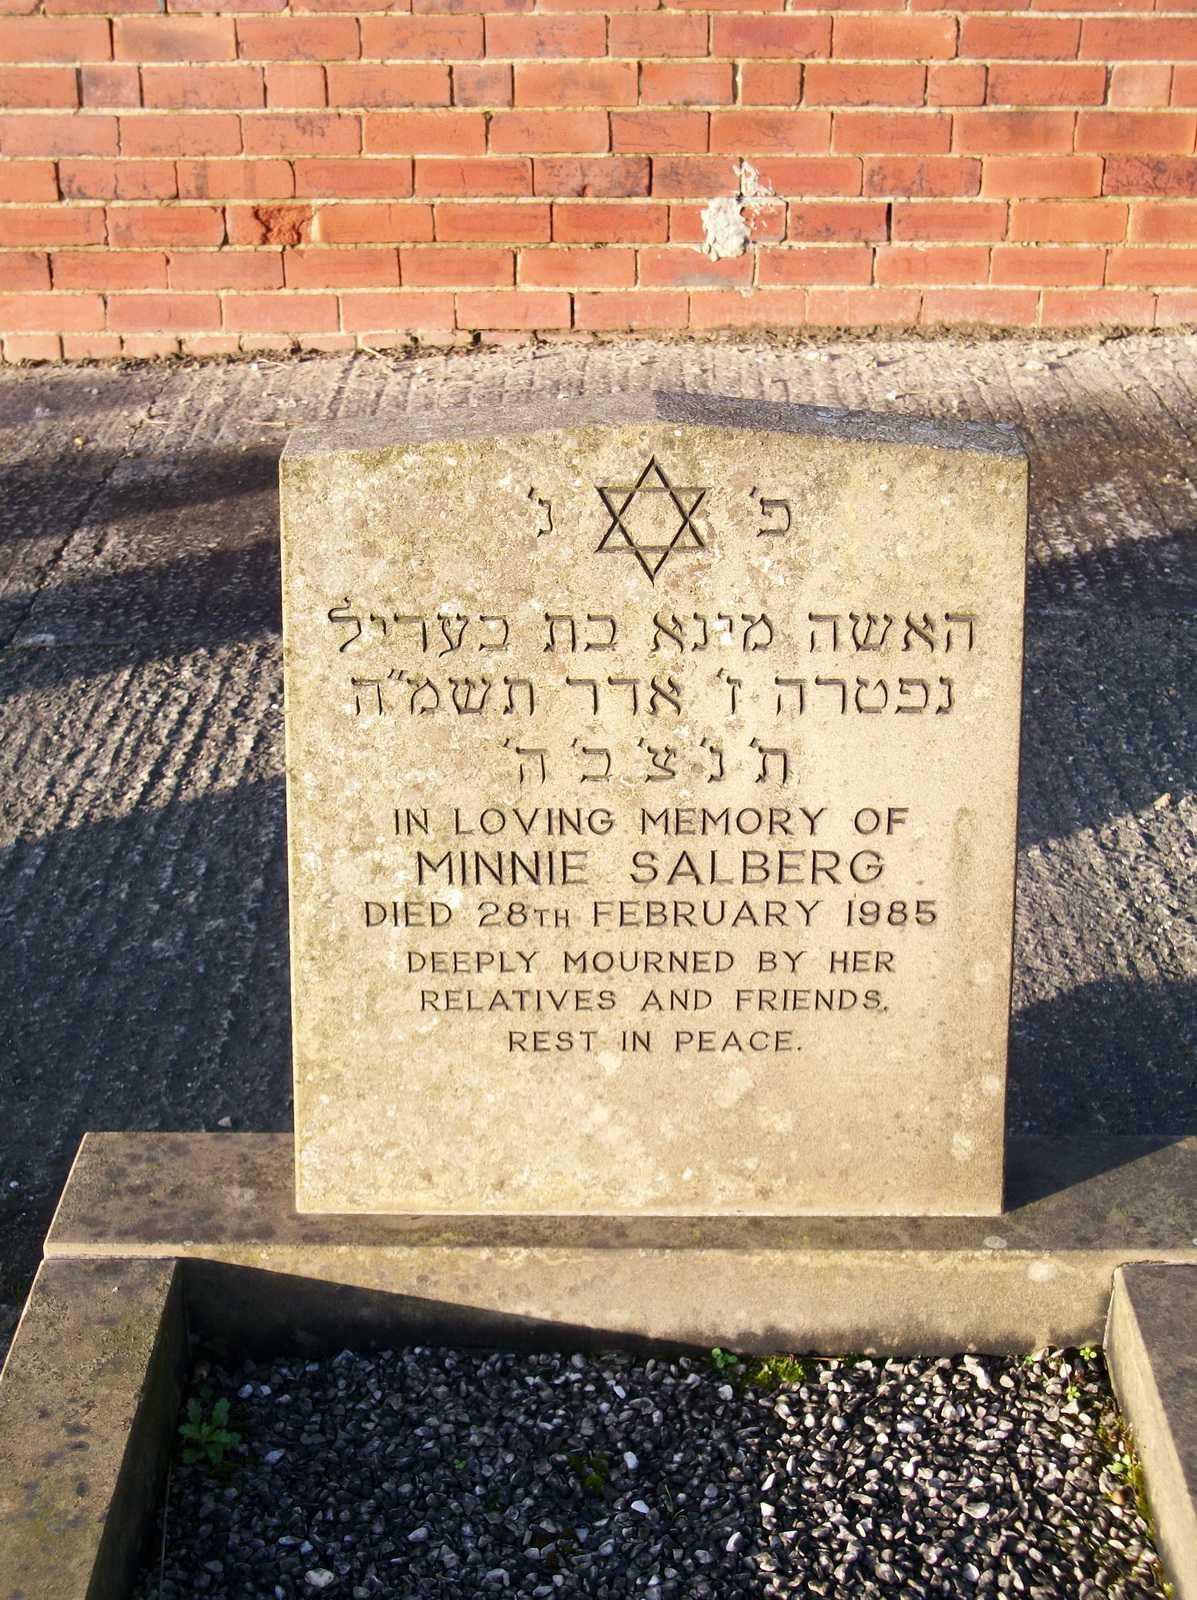 פ׳ נ׳
האשה מינא בת בעריל
נפטרה ז׳ אדר תשמ״ה
ת׳ נ׳ צ׳ ב׳ ה׳
IN LOVING MEMORY OF
MINNIE SALBERG
DIED 28TH FEBRUARY 1985
DEEPLY MOURNED BY HER
RELATIVES AND FRIENDS.
REST IN PEACE.